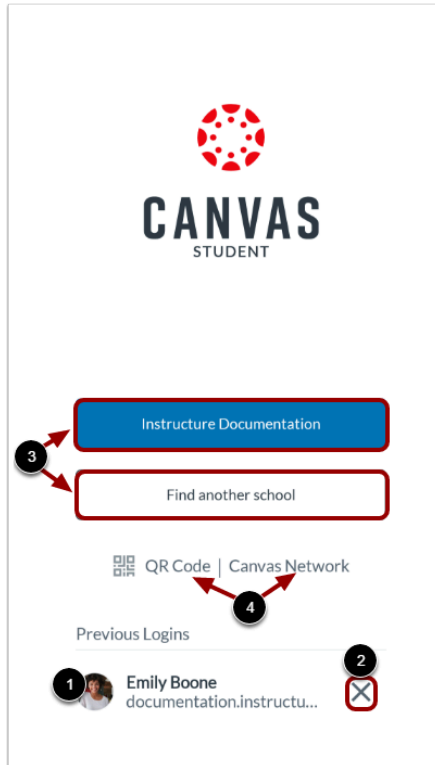 CANVAS
STUDENT
Instructure Documentation
3
Find another school
QR Code | Canvas Network
4
Previous Logins
2
1
Emily Boone
documentation.instructu...